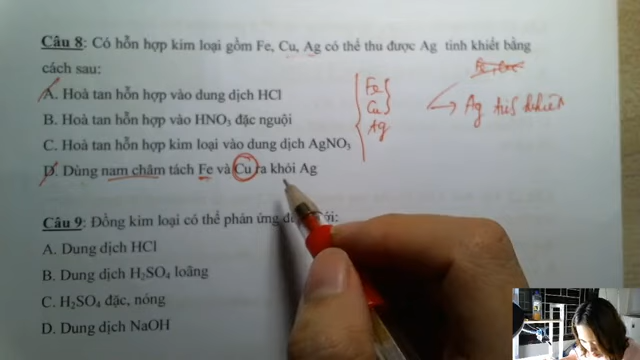 Câu 8: Có hỗn hợp kim loại gồm Fe, Cu, Ag có thể thu được Ag tinh khiết bằng
cách sau:
A. Hoà tan hỗn hợp vào dung dịch HCl
B. Hoà tan hỗn hợp vào HNO₃ đặc nguội
C. Hoà tan hỗn hợp kim loại vào dung dịch AgNO₃
D. Dùng nam châm tách Fe và Cu ra khỏi Ag
Fe
Cu
Ag
Ag
Câu 9: Đồng kim loại có thể phản ứng
A. Dung dịch HCl
B. Dung dịch H₂SO₄ loãng
C. H₂SO₄ đặc, nóng
D. Dung dịch NaOH